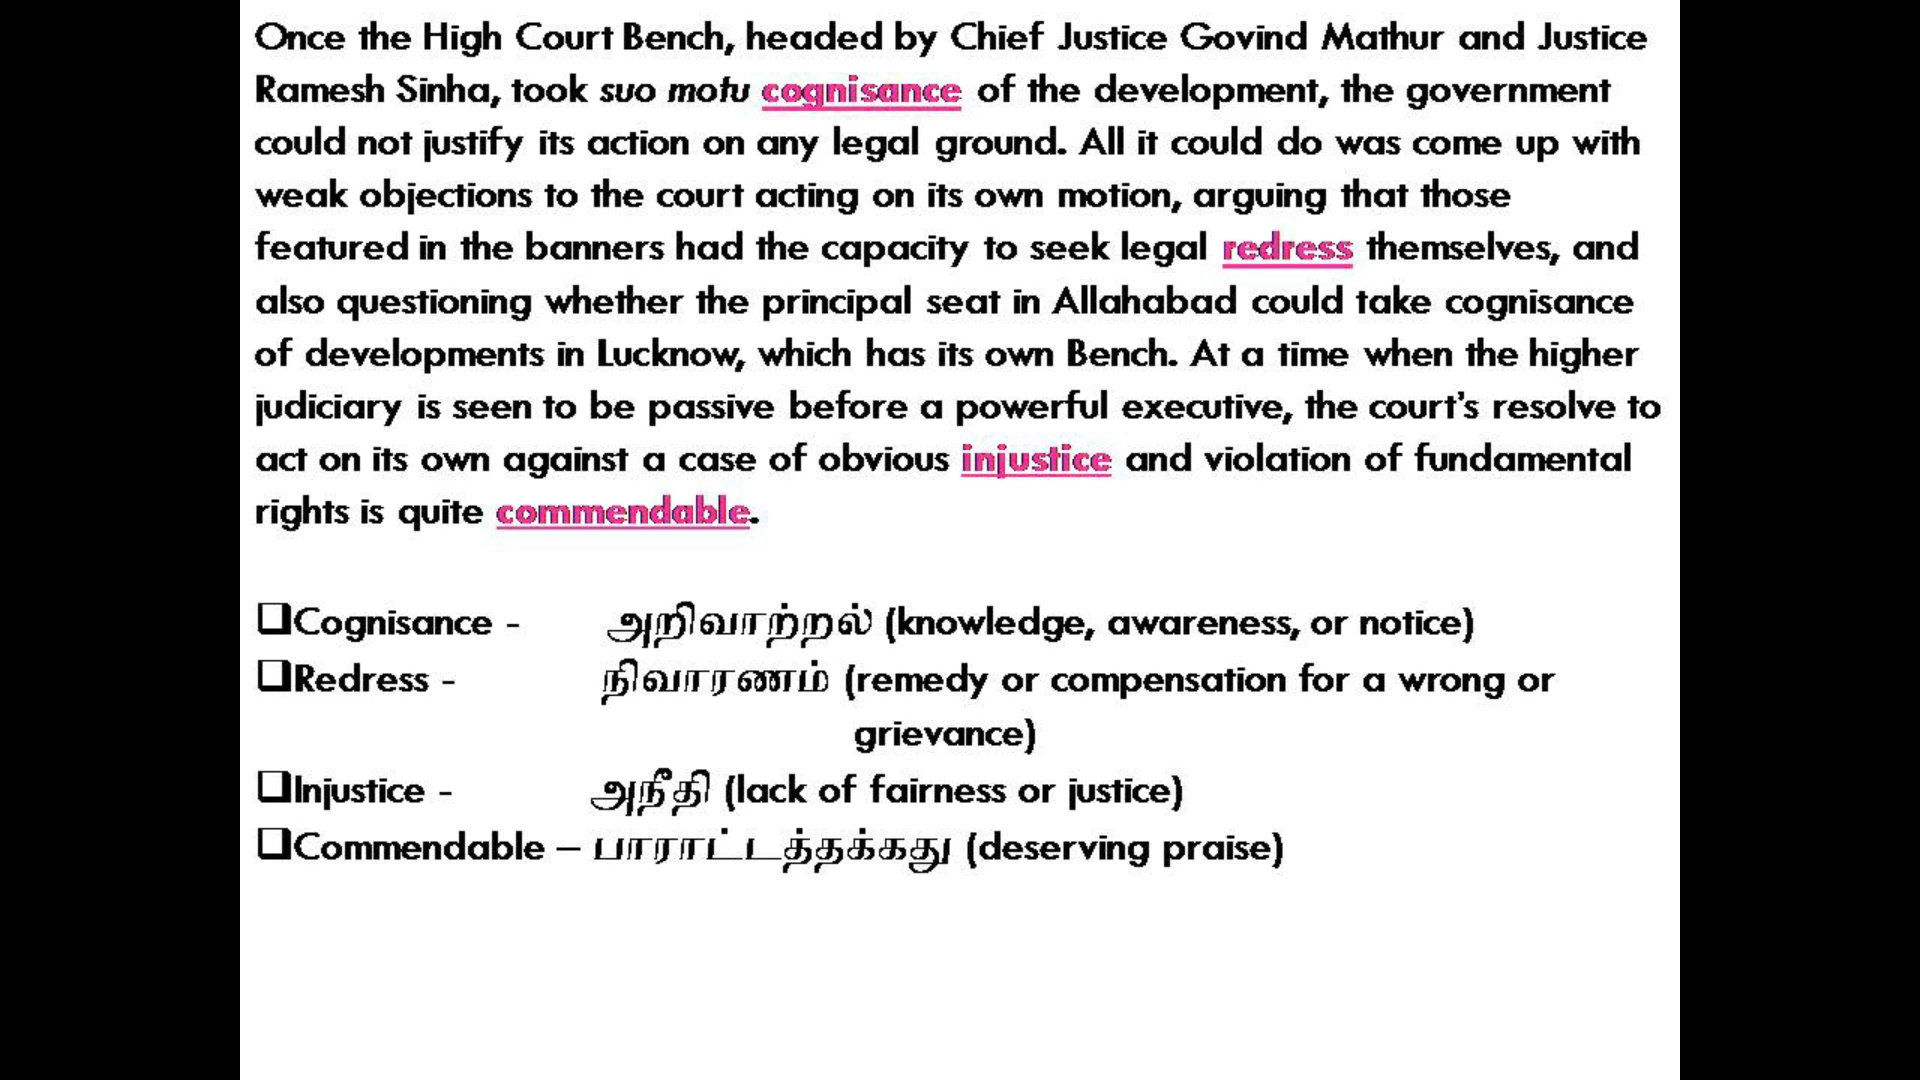 Once the High Court Bench, headed by Chief Justice Govind Mathur and Justice
Ramesh Sinha, took suo motu cognisance of the development, the government
could not justify its action on any legal ground. All it could do was come up with
weak objections to the court acting on its own motion, arguing that those
featured in the banners had the capacity to seek legal redress themselves, and
also questioning whether the principal seat in Allahabad could take cognisance
of developments in Lucknow, which has its own Bench. At a time when the higher
judiciary is seen to be passive before a powerful executive, the court’s resolve to
act on its own against a case of obvious injustice and violation of fundamental
rights is quite commendable.
❑Cognisance - அறிவாற்றல் (knowledge, awareness, or notice)
❑Redress - நிவாரணம் (remedy or compensation for a wrong or
grievance)
❑Injustice - அநீதி (lack of fairness or justice)
❑Commendable – பாராட்டத்தக்கது (deserving praise)